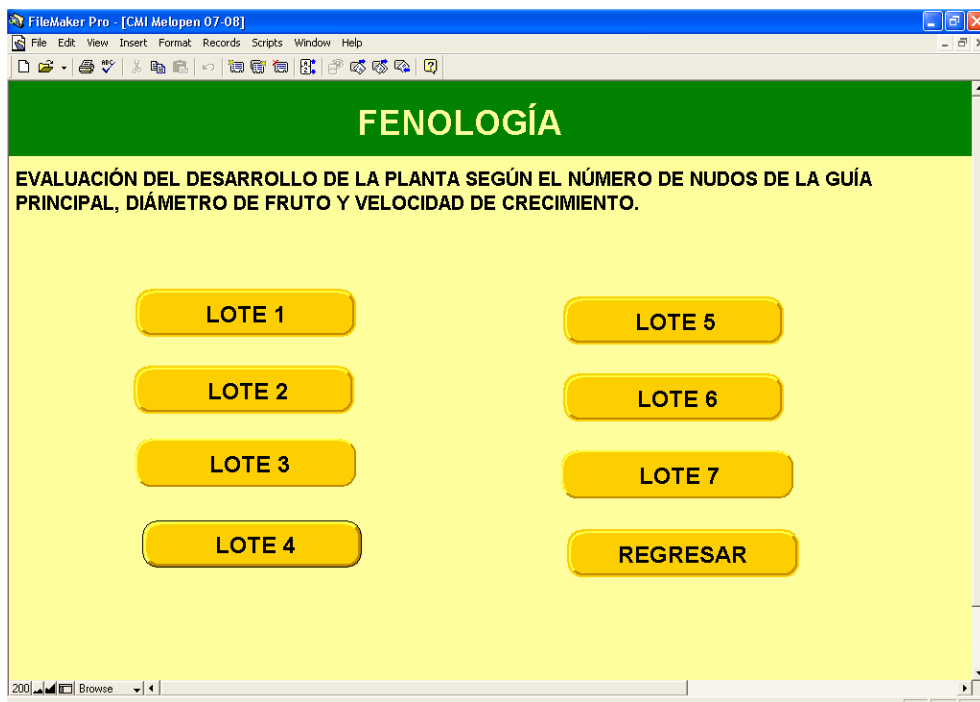 FileMaker Pro - [CMI Melopen 07-08]
File Edit View Insert Format Records Scripts Window Help
FENOLOGÍA
EVALUACIÓN DEL DESARROLLO DE LA PLANTA SEGÚN EL NÚMERO DE NUDOS DE LA GUÍA
PRINCIPAL, DIÁMETRO DE FRUTO Y VELOCIDAD DE CRECIMIENTO.
LOTE 1
LOTE 2
LOTE 3
LOTE 4
LOTE 5
LOTE 6
LOTE 7
REGRESAR
200 Browse